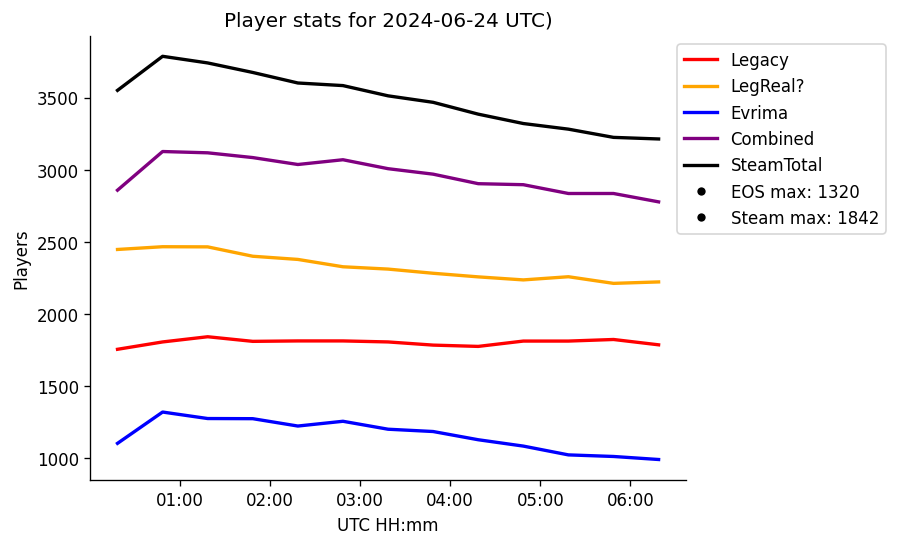 Player stats for 2024-06-24 UTC)
Players
3500
3000
2500
2000
1500
1000
01:00 02:00 03:00 04:00 05:00 06:00
UTC HH:mm
Legacy
LegReal?
Evrima
Combined
SteamTotal
EOS max: 1320
Steam max: 1842